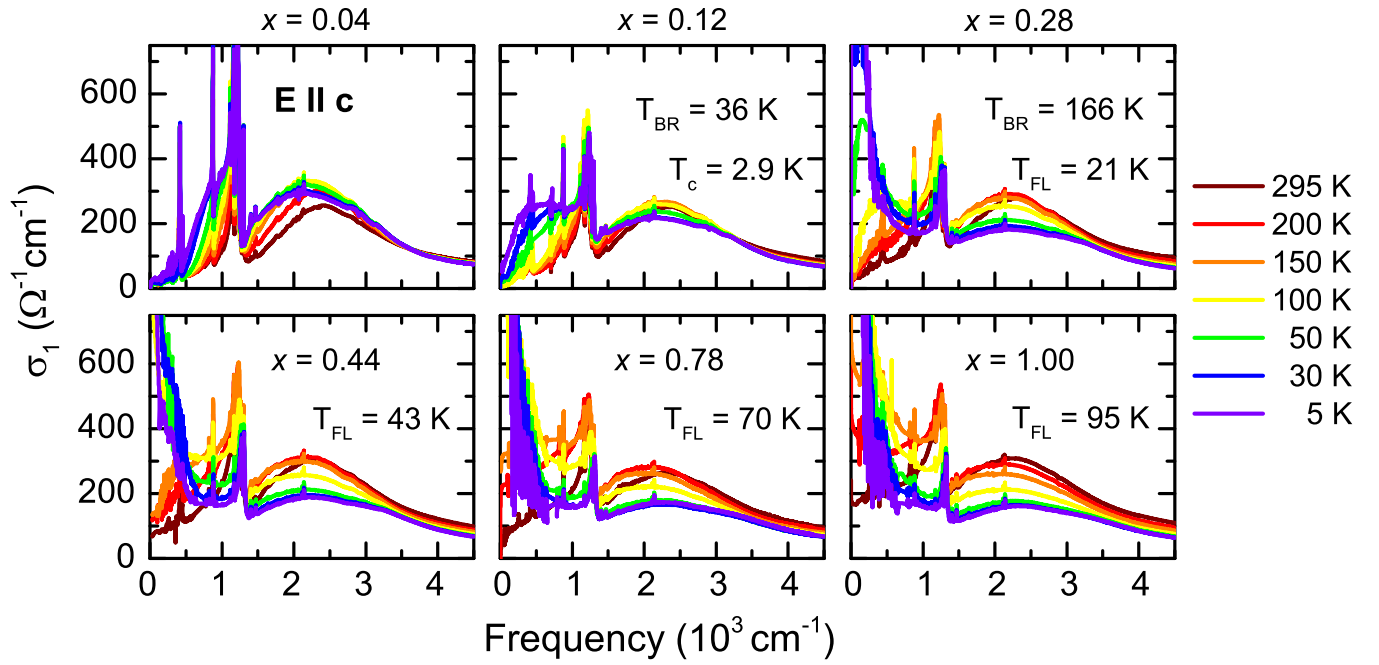 x = 0.04
x = 0.12
x = 0.28
E II c
T_BR = 36 K
T_c = 2.9 K
T_BR = 166 K
T_FL = 21 K
600
400
200
0
x = 0.44
T_FL = 43 K
x = 0.78
T_FL = 70 K
x = 1.00
T_FL = 95 K
600
400
200
0
0 1 2 3 4
0 1 2 3 4
0 1 2 3 4
σ₁ (Ω⁻¹cm⁻¹)
Frequency (10³ cm⁻¹)
295 K
200 K
150 K
100 K
50 K
30 K
5 K